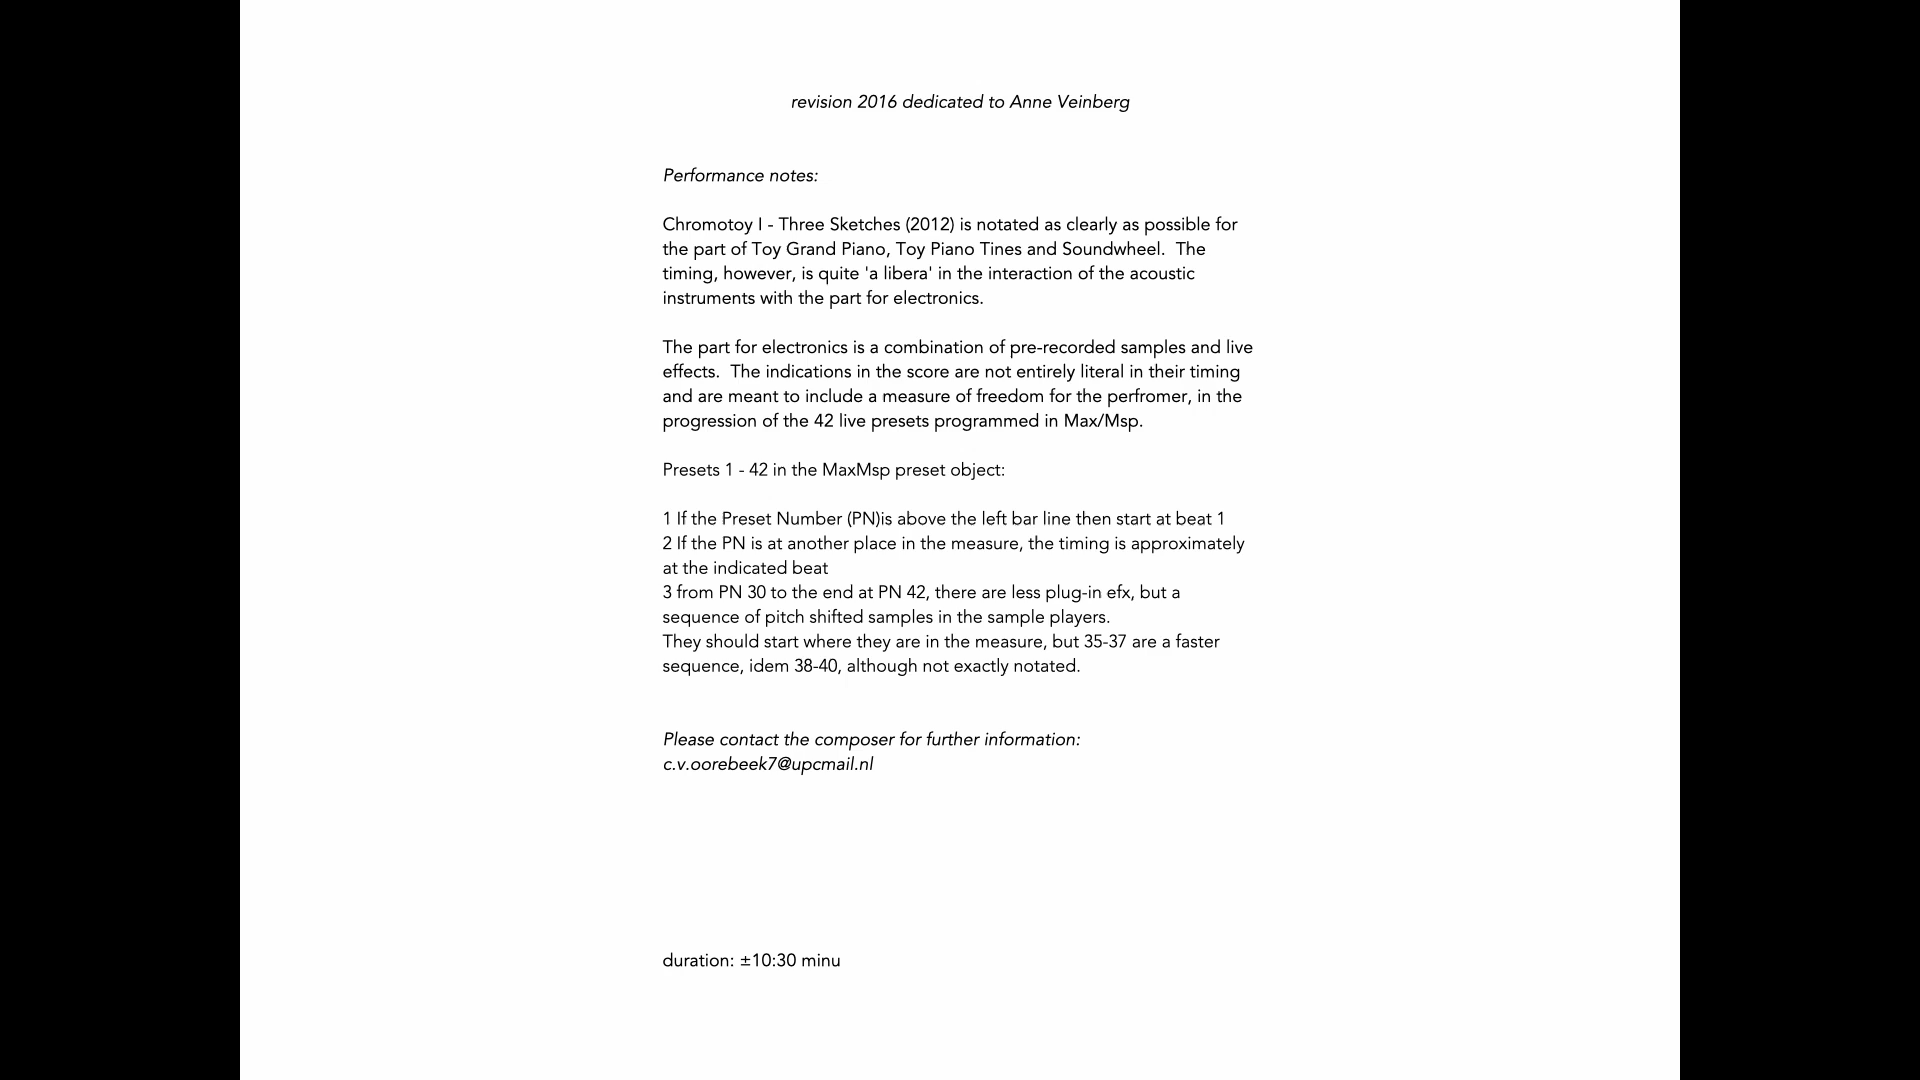 revision 2016 dedicated to Anne Veinberg
Performance notes:
Chromotoy I - Three Sketches (2012) is notated as clearly as possible for
the part of Toy Grand Piano, Toy Piano Tines and Soundwheel.  The
timing, however, is quite 'a libera' in the interaction of the acoustic
instruments with the part for electronics.
The part for electronics is a combination of pre-recorded samples and live
effects.  The indications in the score are not entirely literal in their timing
and are meant to include a measure of freedom for the perfromer, in the
progression of the 42 live presets programmed in Max/Msp.
Presets 1 - 42 in the MaxMsp preset object:
1 If the Preset Number (PN)is above the left bar line then start at beat 1
2 If the PN is at another place in the measure, the timing is approximately
at the indicated beat
3 from PN 30 to the end at PN 42, there are less plug-in efx, but a
sequence of pitch shifted samples in the sample players.
They should start where they are in the measure, but 35-37 are a faster
sequence, idem 38-40, although not exactly notated.
Please contact the composer for further information:
c.v.oorebeek7@upcmail.nl
duration: ±10:30 minu